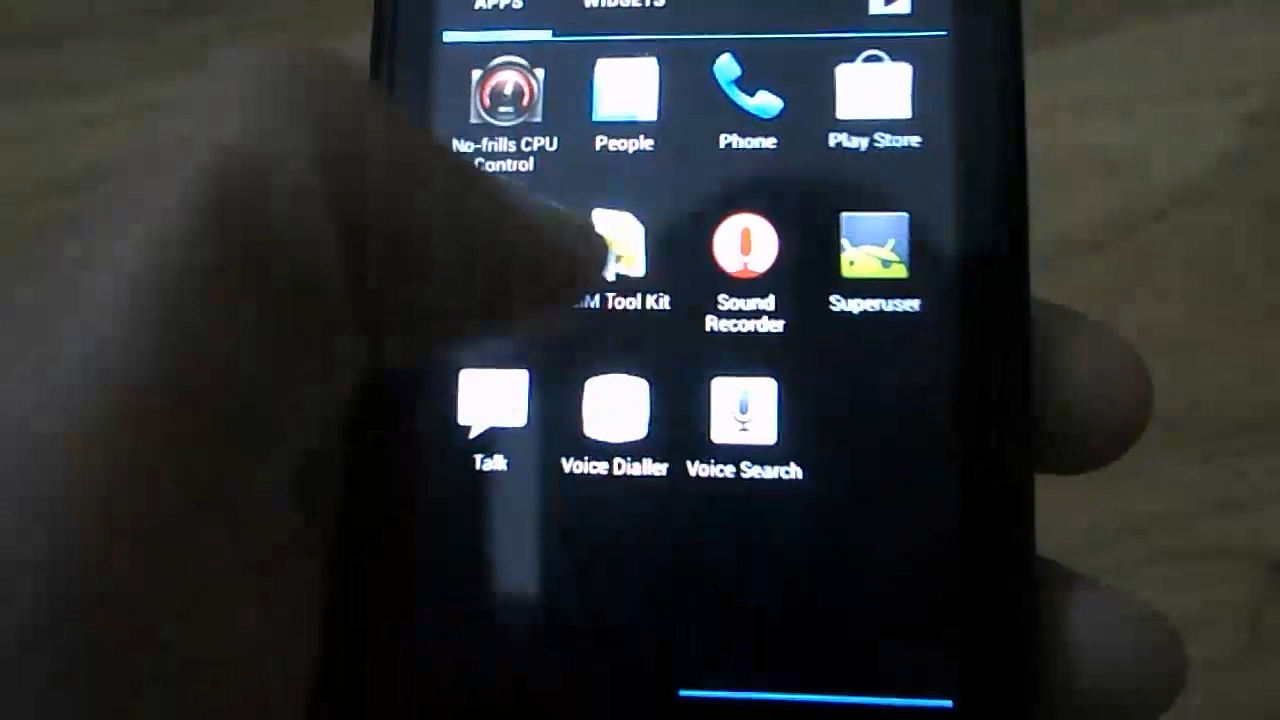 APPS WIDGETS
No-frills CPU Control
People
Phone
Play Store
M Tool Kit
Sound Recorder
Superuser
Talk
Voice Dialler
Voice Search